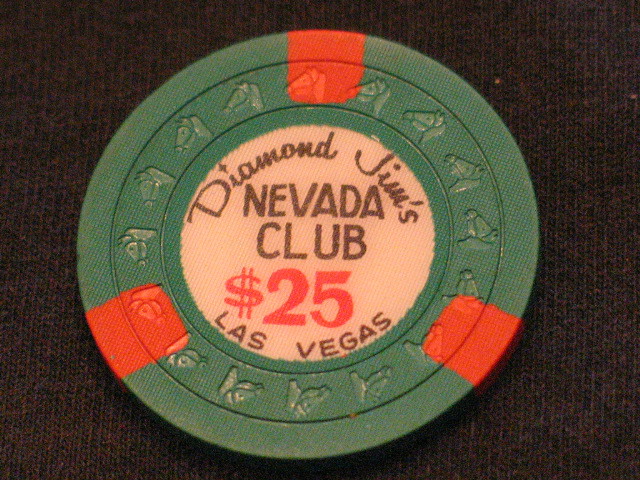 Diamond Jim's
NEVADA
CLUB
$25
LAS VEGAS